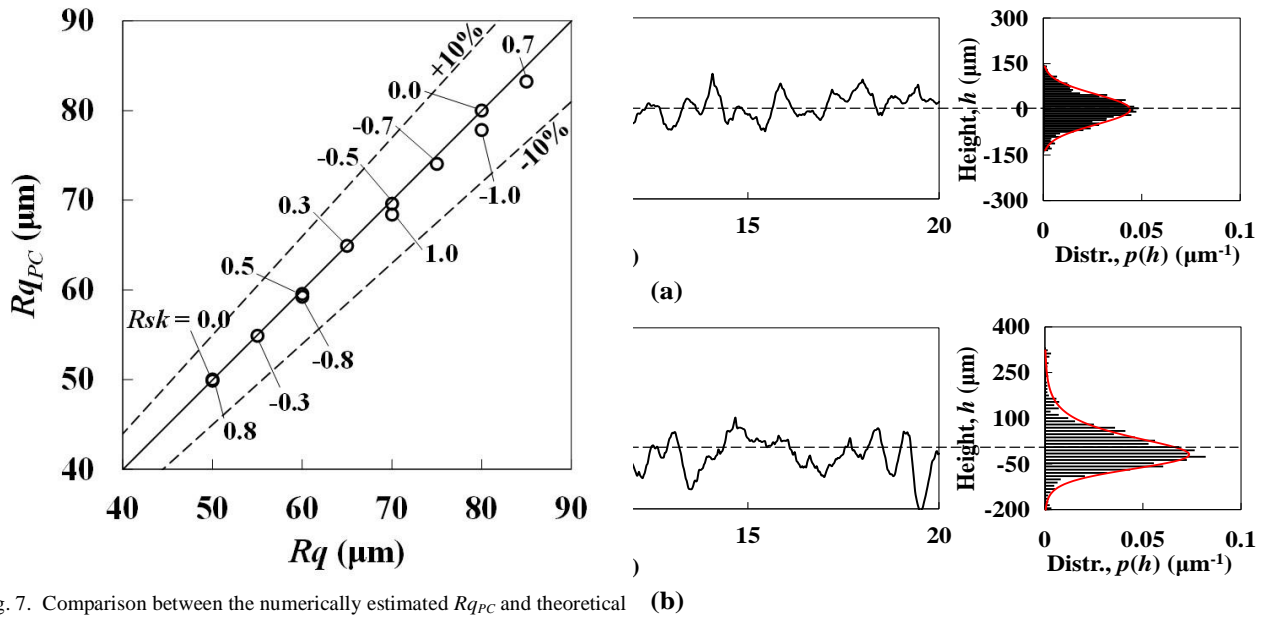 90
80
70
60
50
40
Rq_PC (μm)
+10%
-10%
0.7
0.0
-0.7
-0.5
-1.0
0.3
1.0
0.5
Rsk = 0.0
-0.8
-0.3
0.8
40 50 60 70 80 90
Rq (μm)
g. 7. Comparison between the numerically estimated Rq_PC and theoretical
300
150
0
-150
-300
Height, h (μm)
15 20
0 0.05 0.1
Distr., p(h) (μm⁻¹)
)
(a)
400
250
100
-50
-200
Height, h (μm)
15 20
0 0.05 0.1
Distr., p(h) (μm⁻¹)
)
(b)